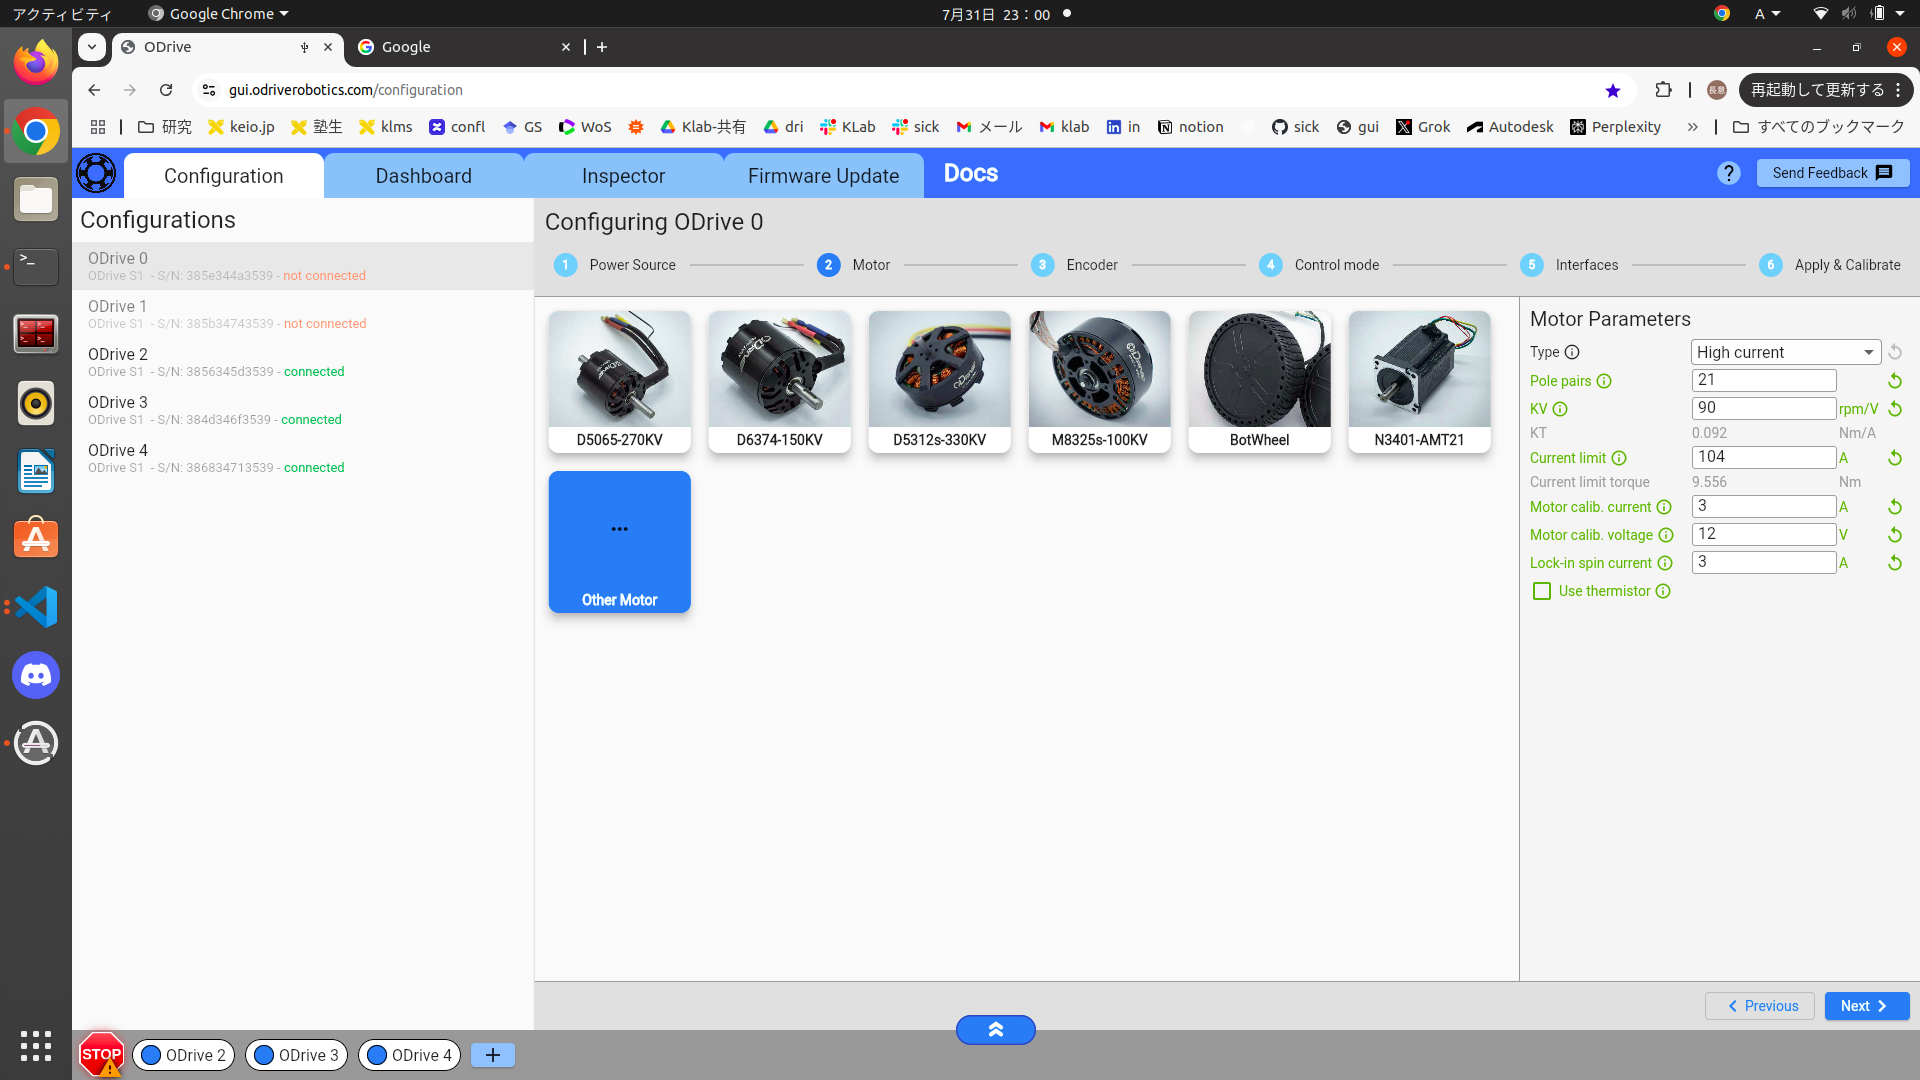 アクティビティ
Google Chrome
7月31日 23：00
A
ODrive
Google
gui.odriverobotics.com/configuration
長意
再起動して更新する
研究
keio.jp
塾生
klms
confl
GS
WoS
Klab-共有
dri
KLab
sick
メール
klab
in
notion
sick
gui
Grok
Autodesk
Perplexity
すべてのブックマーク
Configuration
Dashboard
Inspector
Firmware Update
Docs
?
Send Feedback
Configurations
ODrive 0
ODrive S1 - S/N: 385e344a3539 - not connected
ODrive 1
ODrive S1 - S/N: 385b34743539 - not connected
ODrive 2
ODrive S1 - S/N: 3856345d3539 - connected
ODrive 3
ODrive S1 - S/N: 384d346f3539 - connected
ODrive 4
ODrive S1 - S/N: 386834713539 - connected
Configuring ODrive 0
1 Power Source
2 Motor
3 Encoder
4 Control mode
5 Interfaces
6 Apply & Calibrate
D5065-270KV
D6374-150KV
D5312s-330KV
M8325s-100KV
BotWheel
N3401-AMT21
...
Other Motor
Motor Parameters
Type High current
Pole pairs 21
KV 90 rpm/V
KT 0.092 Nm/A
Current limit 104 A
Current limit torque 9.556 Nm
Motor calib. current 3 A
Motor calib. voltage 12 V
Lock-in spin current 3 A
Use thermistor
Previous
Next
STOP
ODrive 2
ODrive 3
ODrive 4
+